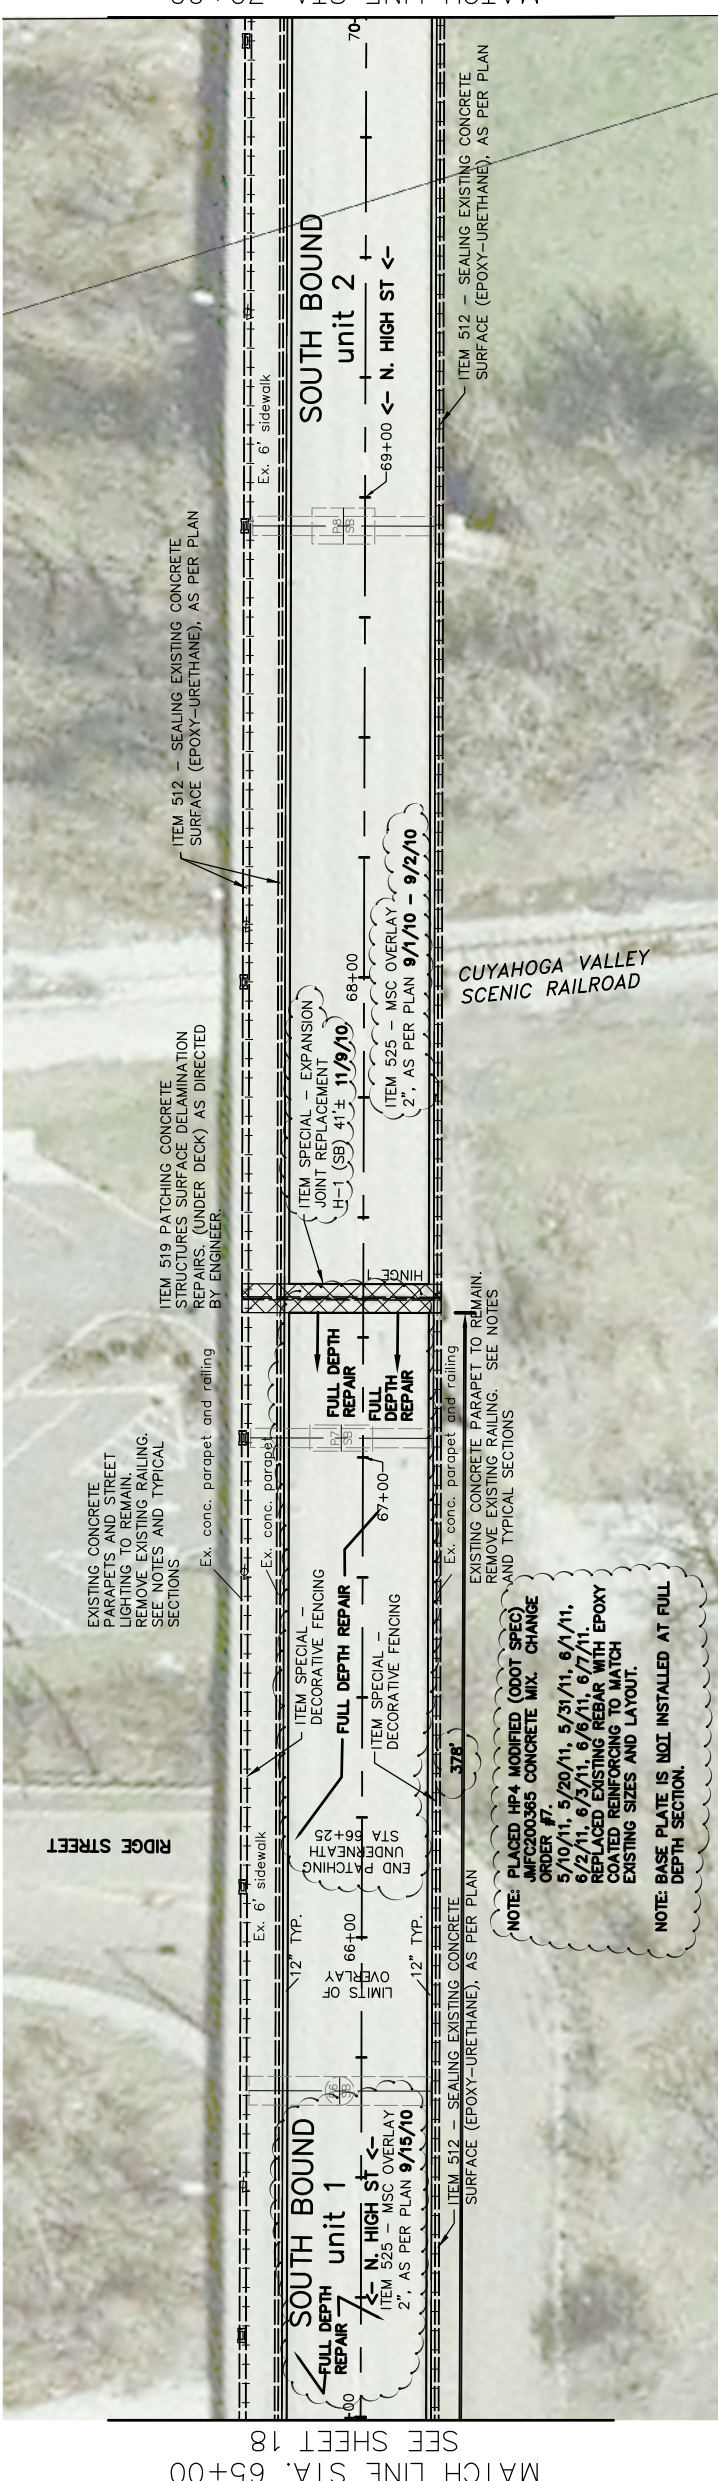 MATCH LINE STA. 70+00
70
ITEM 512 – SEALING EXISTING CONCRETE
SURFACE (EPOXY-URETHANE), AS PER PLAN
SOUTH BOUND
unit 2
<– N. HIGH ST <–
69+00
Ex. 6' sidewalk
P8
SB
ITEM 512 – SEALING EXISTING CONCRETE
SURFACE (EPOXY-URETHANE), AS PER PLAN
ITEM 525 – MSC OVERLAY
2", AS PER PLAN 9/1/10 – 9/2/10
68+00
CUYAHOGA VALLEY
SCENIC RAILROAD
ITEM SPECIAL – EXPANSION
JOINT REPLACEMENT
H-1 (SB) 41'± 11/9/10
ITEM 519 PATCHING CONCRETE
STRUCTURES SURFACE DELAMINATION
REPAIRS. (UNDER DECK) AS DIRECTED
BY ENGINEER.
HINGE 1
FULL DEPTH
REPAIR
FULL
DEPTH
REPAIR
P7
SB
67+00
Ex. conc. parapet and railing
Ex. conc. parapet
Ex. conc. parapet and railing
EXISTING CONCRETE
PARAPETS AND STREET
LIGHTING TO REMAIN.
REMOVE EXISTING RAILING.
SEE NOTES AND TYPICAL
SECTIONS
EXISTING CONCRETE PARAPET TO REMAIN.
REMOVE EXISTING RAILING. SEE NOTES
AND TYPICAL SECTIONS
ITEM SPECIAL –
DECORATIVE FENCING
FULL DEPTH REPAIR
ITEM SPECIAL –
DECORATIVE FENCING
378'
NOTE: PLACED HP4 MODIFIED (ODOT SPEC)
JMFC200365 CONCRETE MIX. CHANGE
ORDER #7.
5/10/11, 5/20/11, 5/31/11, 6/1/11,
6/2/11, 6/3/11, 6/6/11, 6/7/11.
REPLACED EXISTING REBAR WITH EPOXY
COATED REINFORCING TO MATCH
EXISTING SIZES AND LAYOUT.
NOTE: BASE PLATE IS NOT INSTALLED AT FULL
DEPTH SECTION.
RIDGE STREET
END PATCHING
UNDERNEATH
STA 66+25
Ex. 6' sidewalk
12" TYP.
66+00
12" TYP.
LIMITS OF
OVERLAY
ITEM 512 – SEALING EXISTING CONCRETE
SURFACE (EPOXY-URETHANE), AS PER PLAN
P6
SB
SOUTH BOUND
unit 1
<– N. HIGH ST <–
ITEM 525 – MSC OVERLAY
2", AS PER PLAN 9/15/10
FULL DEPTH
REPAIR
+00
SEE SHEET 18
MATCH LINE STA. 65+00